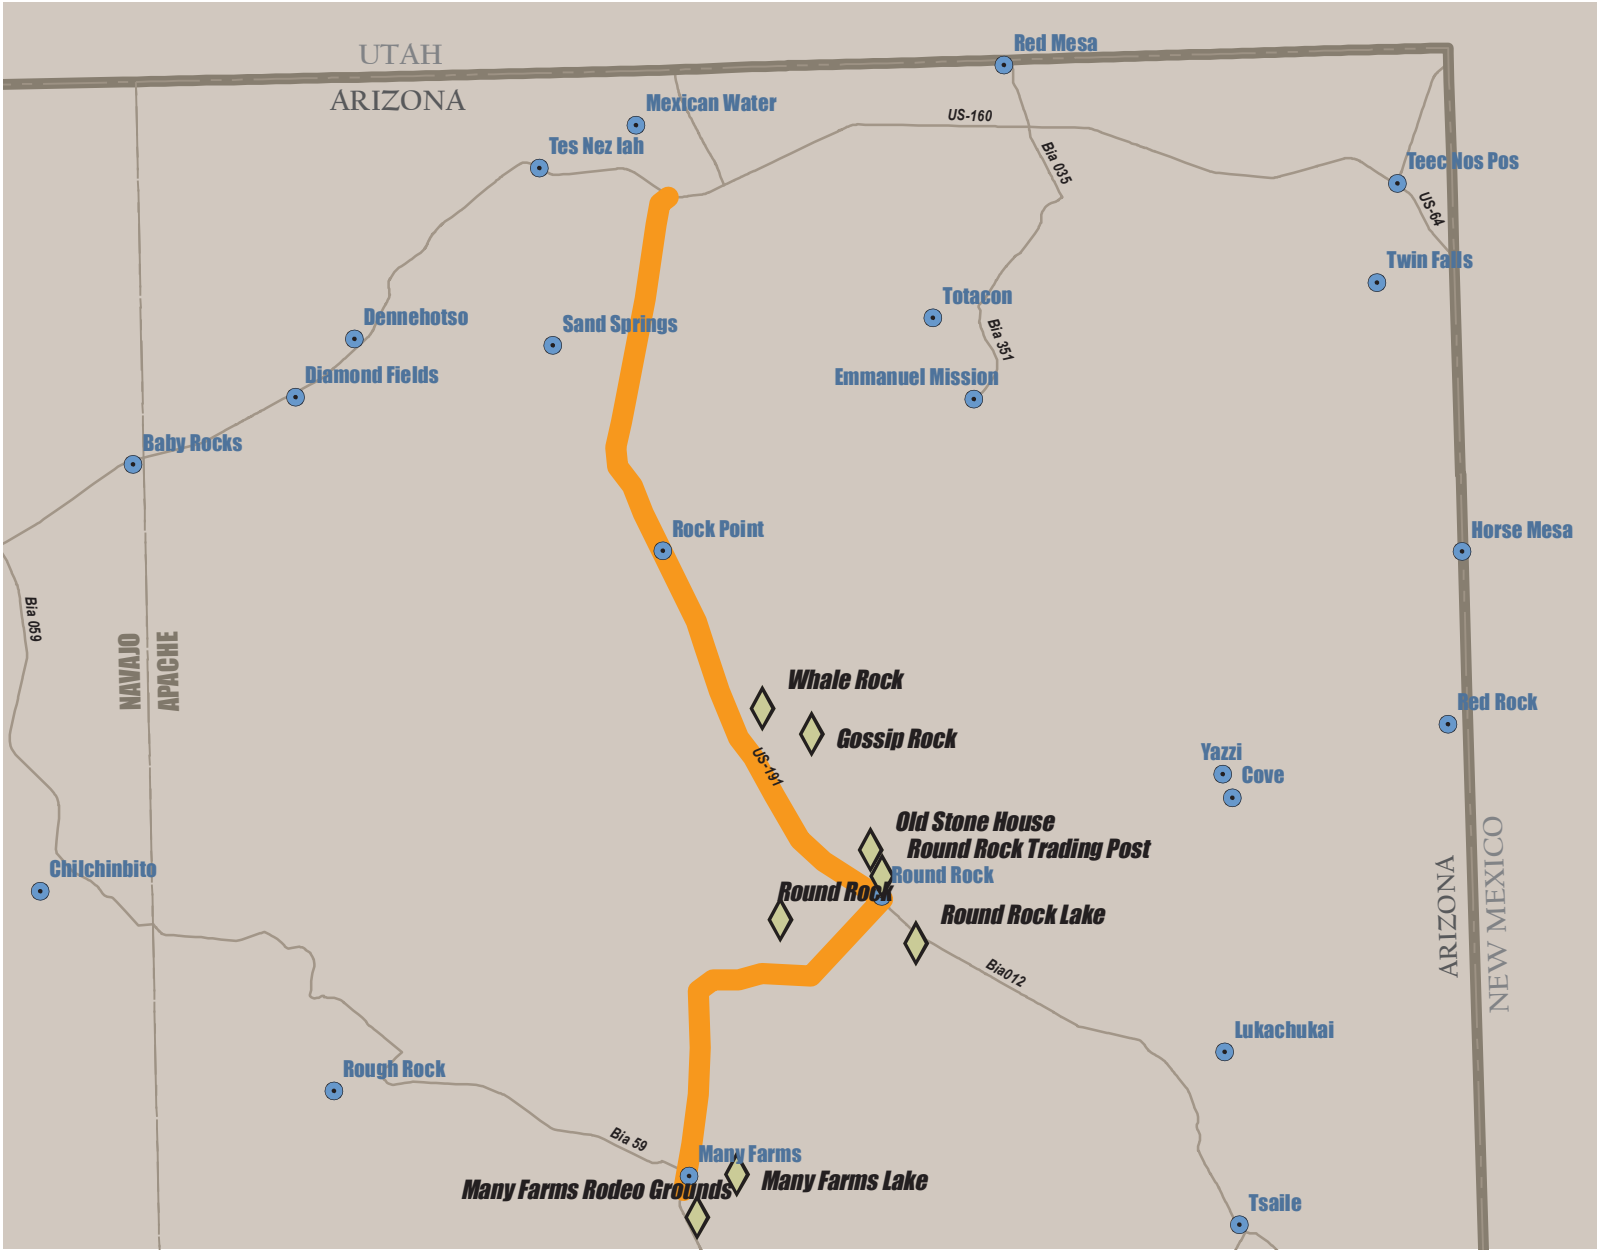 Red Mesa
UTAH
ARIZONA
Mexican Water
US-160
Tes Nez Iah
Bia 035
Teec Nos Pos
US-64
Twin Falls
Totacon
Dennehotso
Sand Springs
Bia 351
Diamond Fields
Emmanuel Mission
Baby Rocks
Rock Point
Horse Mesa
Bia 059
NAVAJO
APACHE
Whale Rock
Red Rock
Gossip Rock
US-191
Yazzi
Cove
Old Stone House
Round Rock Trading Post
Chilchinbito
Round Rock
Round Rock
Round Rock Lake
ARIZONA
NEW MEXICO
Bia012
Lukachukai
Rough Rock
Bia 59
Many Farms
Many Farms Lake
Many Farms Rodeo Grounds
Tsaile